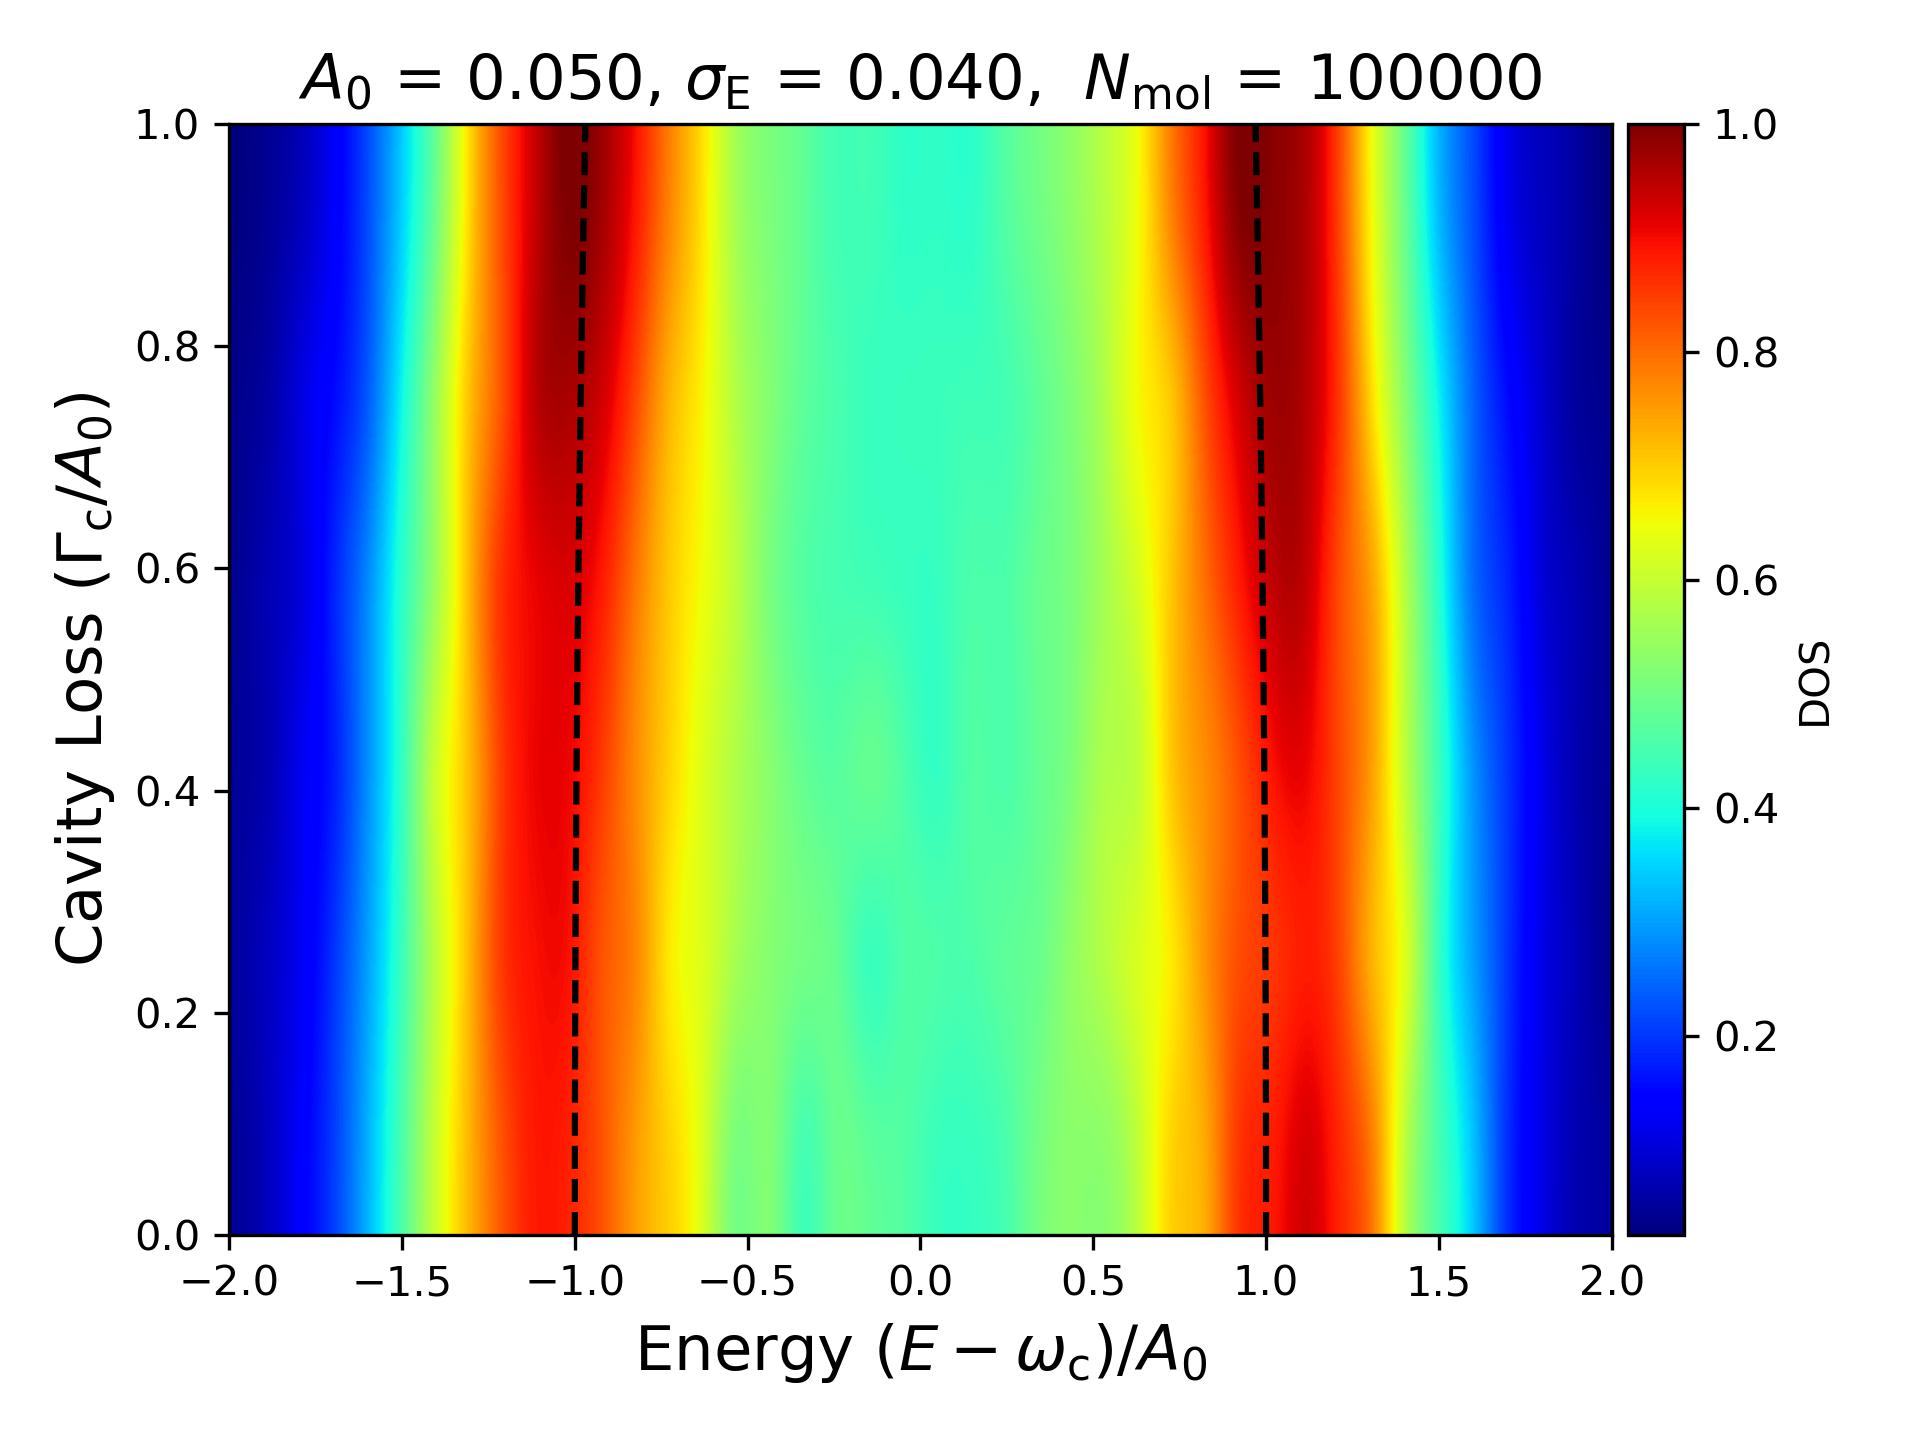 A₀ = 0.050, σ_E = 0.040, N_mol = 100000
Cavity Loss (Γ_c/A₀)
1.0
0.8
0.6
0.4
0.2
0.0
−2.0 −1.5 −1.0 −0.5 0.0 0.5 1.0 1.5 2.0
Energy (E − ω_c)/A₀
1.0
0.8
0.6
0.4
0.2
DOS